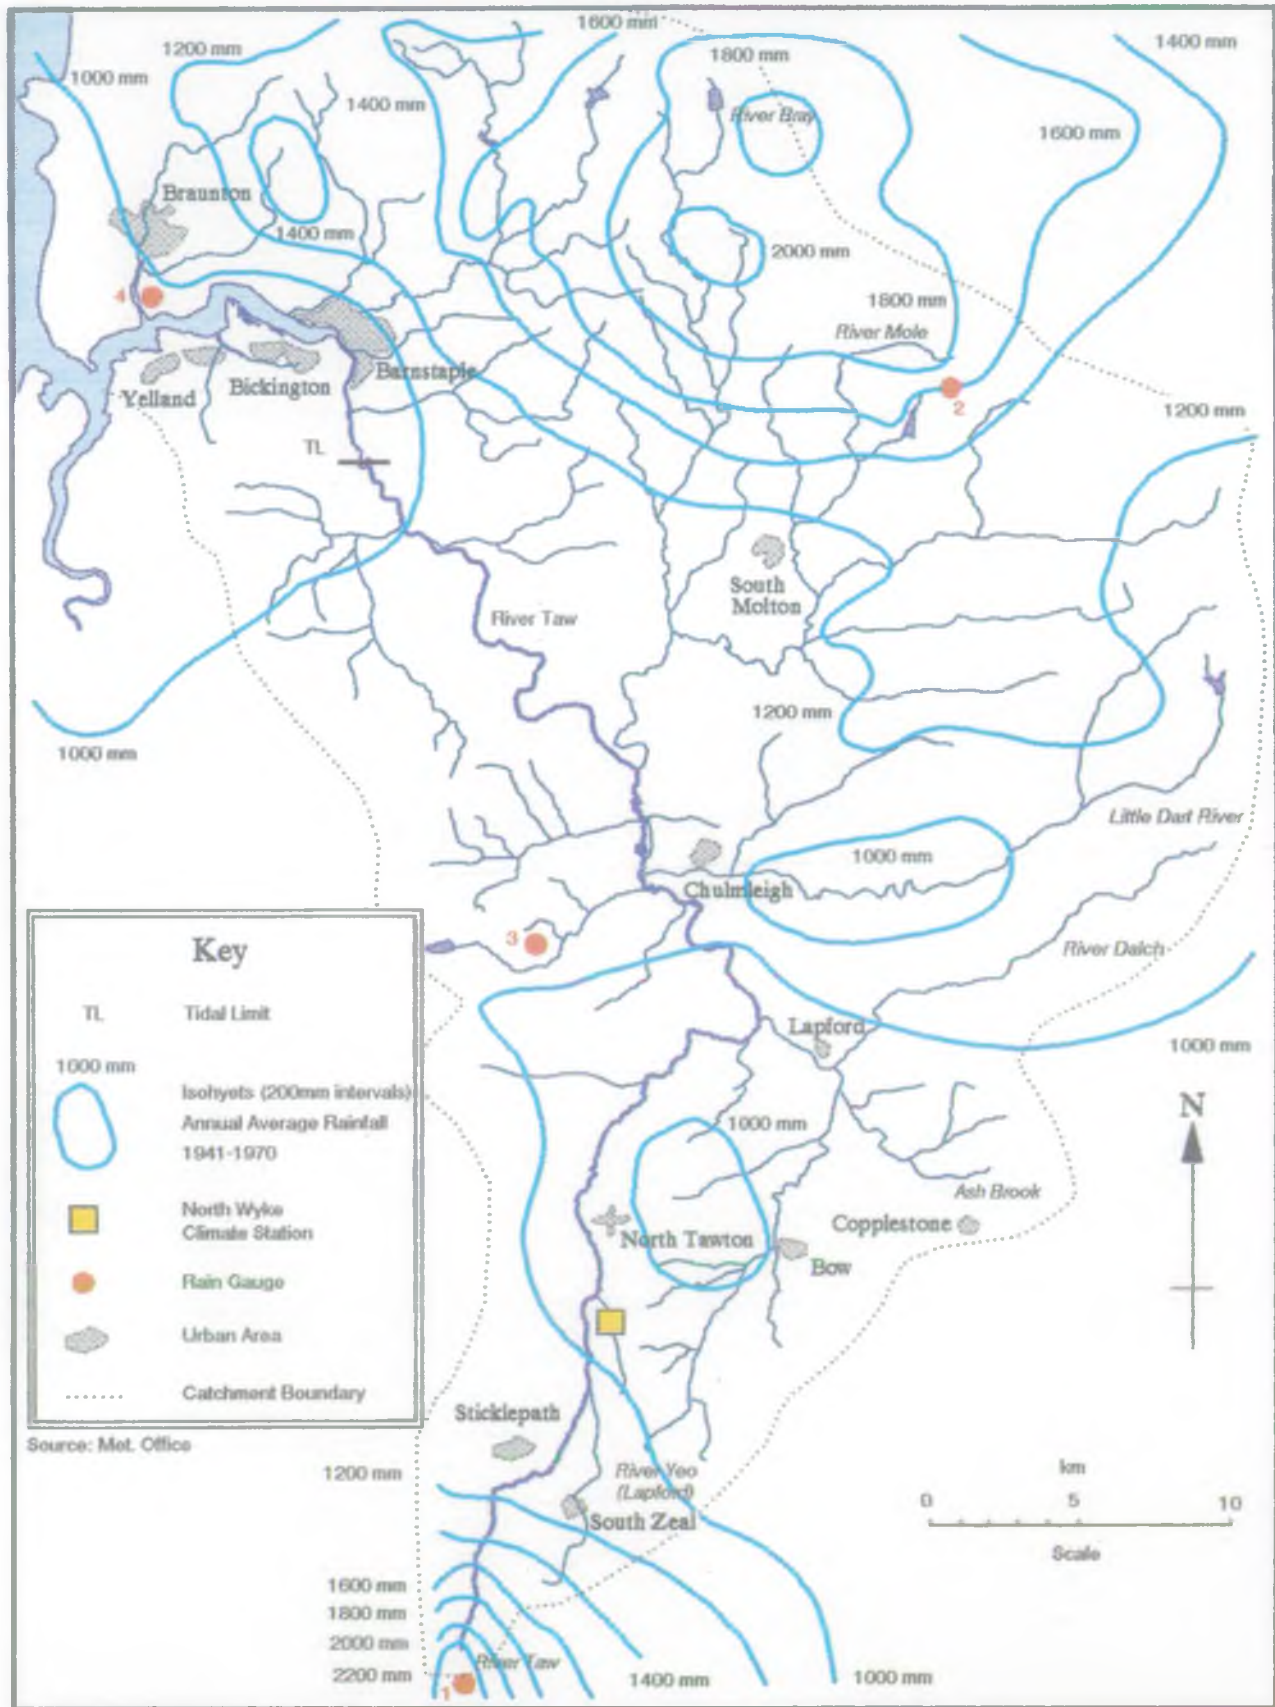 1600 mm
1200 mm
1800 mm
1400 mm
1000 mm
1400 mm
River Bray
1600 mm
Braunton
1400 mm
2000 mm
4
1800 mm
River Mole
Barnstaple
Bickington
Yelland
2
1200 mm
TL
South
Molton
River Taw
1200 mm
1000 mm
Little Dart River
1000 mm
Chulmleigh
3
River Dalch
Key
TL
Tidal Limit
Lapford
1000 mm
1000 mm
Isohyets (200mm intervals)
Annual Average Rainfall
1941-1970
1000 mm
N
Ash Brook
North Wyke
Climate Station
Copplestone
North Tawton
Bow
Rain Gauge
Urban Area
Catchment Boundary
Sticklepath
Source: Met. Office
1200 mm
River Yeo
(Lapford)
km
0 5 10
Scale
South Zeal
1600 mm
1800 mm
2000 mm
River Taw
2200 mm
1
1400 mm
1000 mm